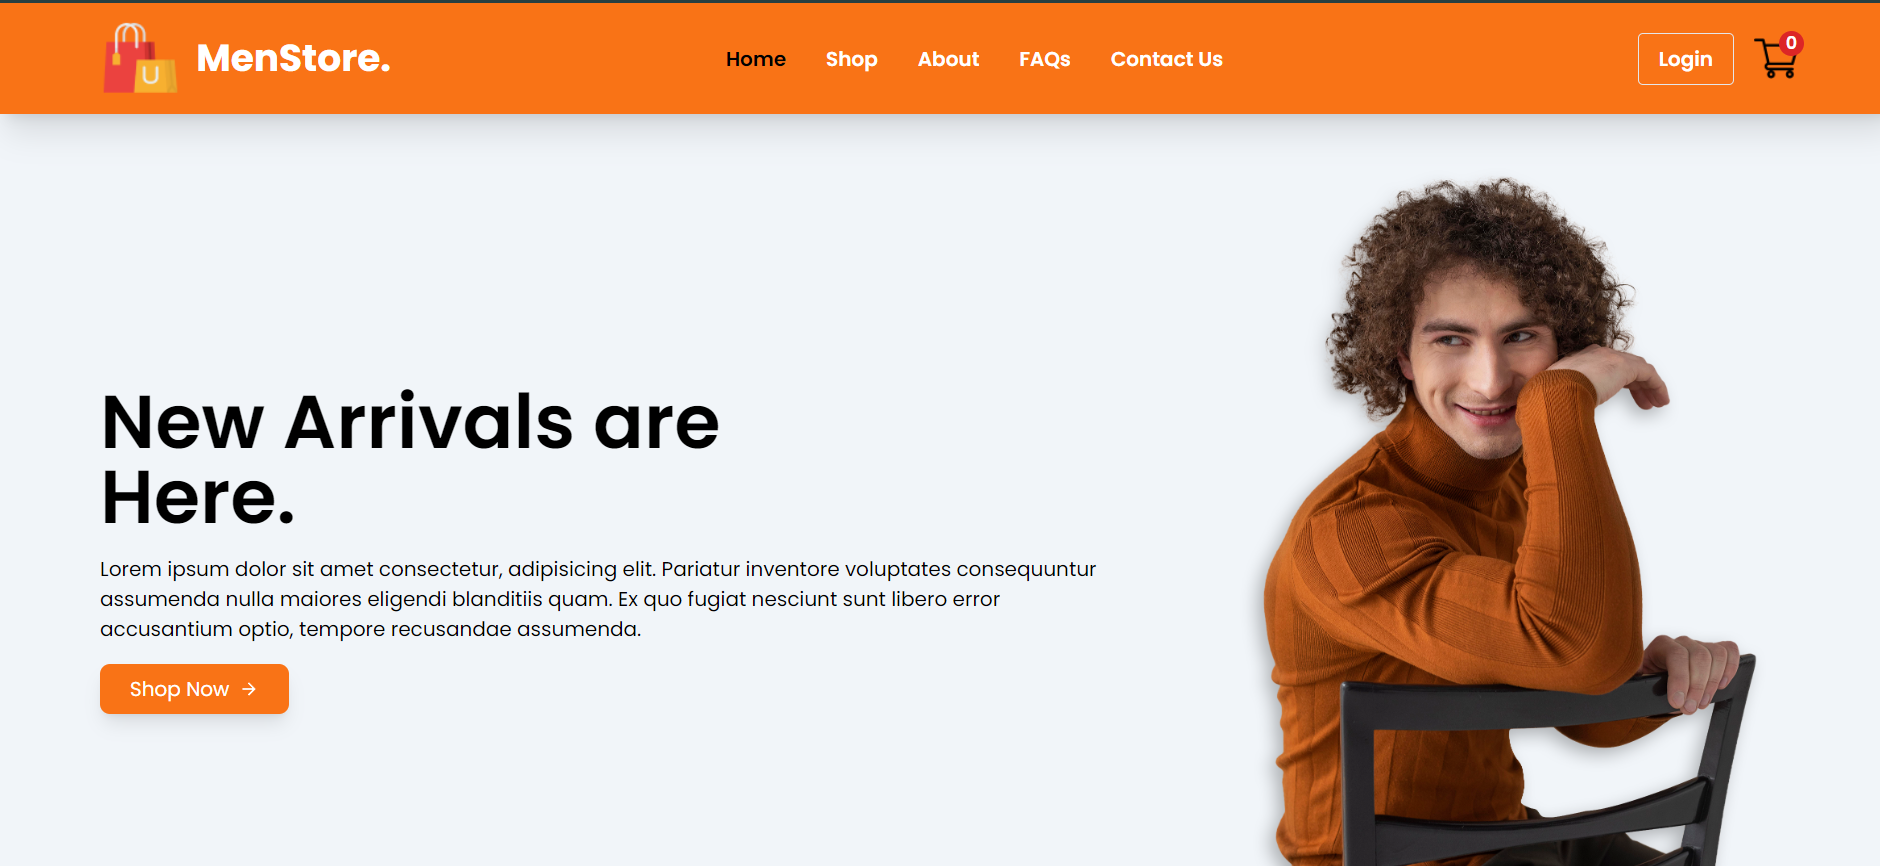 U
MenStore.
Home Shop About FAQs Contact Us
Login
0
New Arrivals are
Here.
Lorem ipsum dolor sit amet consectetur, adipisicing elit. Pariatur inventore voluptates consequuntur
assumenda nulla maiores eligendi blanditiis quam. Ex quo fugiat nesciunt sunt libero error
accusantium optio, tempore recusandae assumenda.
Shop Now →